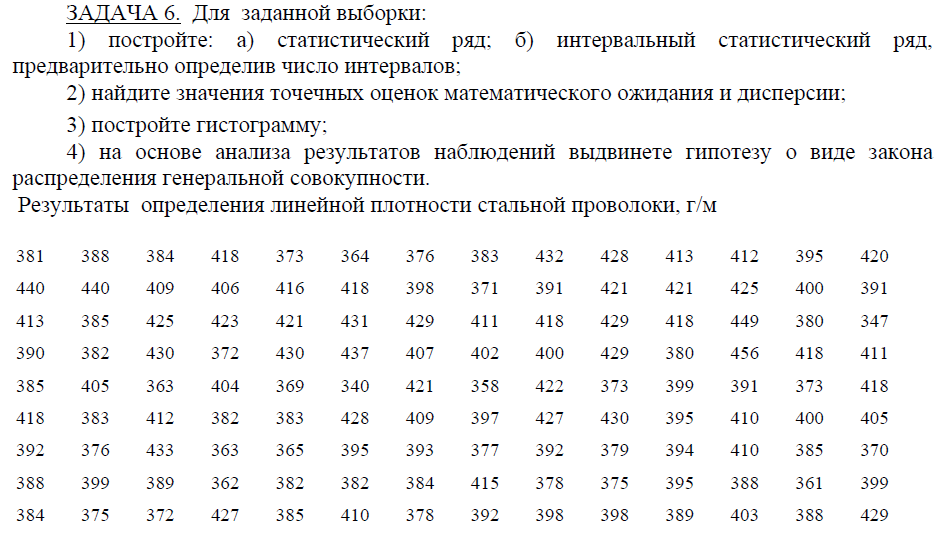 ЗАДАЧА 6. Для заданной выборки:
1) постройте: а) статистический ряд; б) интервальный статистический ряд,
предварительно определив число интервалов;
2) найдите значения точечных оценок математического ожидания и дисперсии;
3) постройте гистограмму;
4) на основе анализа результатов наблюдений выдвинете гипотезу о виде закона
распределения генеральной совокупности.
Результаты определения линейной плотности стальной проволоки, г/м
381 388 384 418 373 364 376 383 432 428 413 412 395 420
440 440 409 406 416 418 398 371 391 421 421 425 400 391
413 385 425 423 421 431 429 411 418 429 418 449 380 347
390 382 430 372 430 437 407 402 400 429 380 456 418 411
385 405 363 404 369 340 421 358 422 373 399 391 373 418
418 383 412 382 383 428 409 397 427 430 395 410 400 405
392 376 433 363 365 395 393 377 392 379 394 410 385 370
388 399 389 362 382 382 384 415 378 375 395 388 361 399
384 375 372 427 385 410 378 392 398 398 389 403 388 429